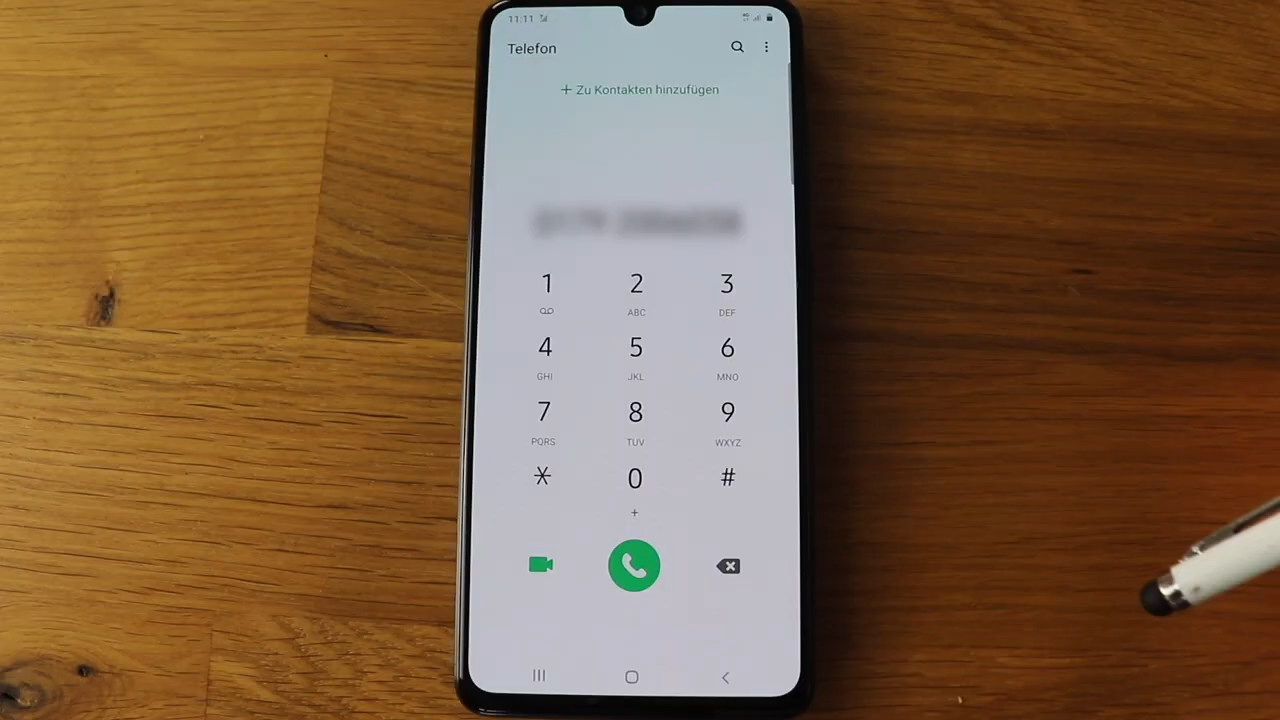 11:11
Telefon
+ Zu Kontakten hinzufügen
1 2 3
ABC DEF
4 5 6
GHI JKL MNO
7 8 9
PQRS TUV WXYZ
* 0 #
+